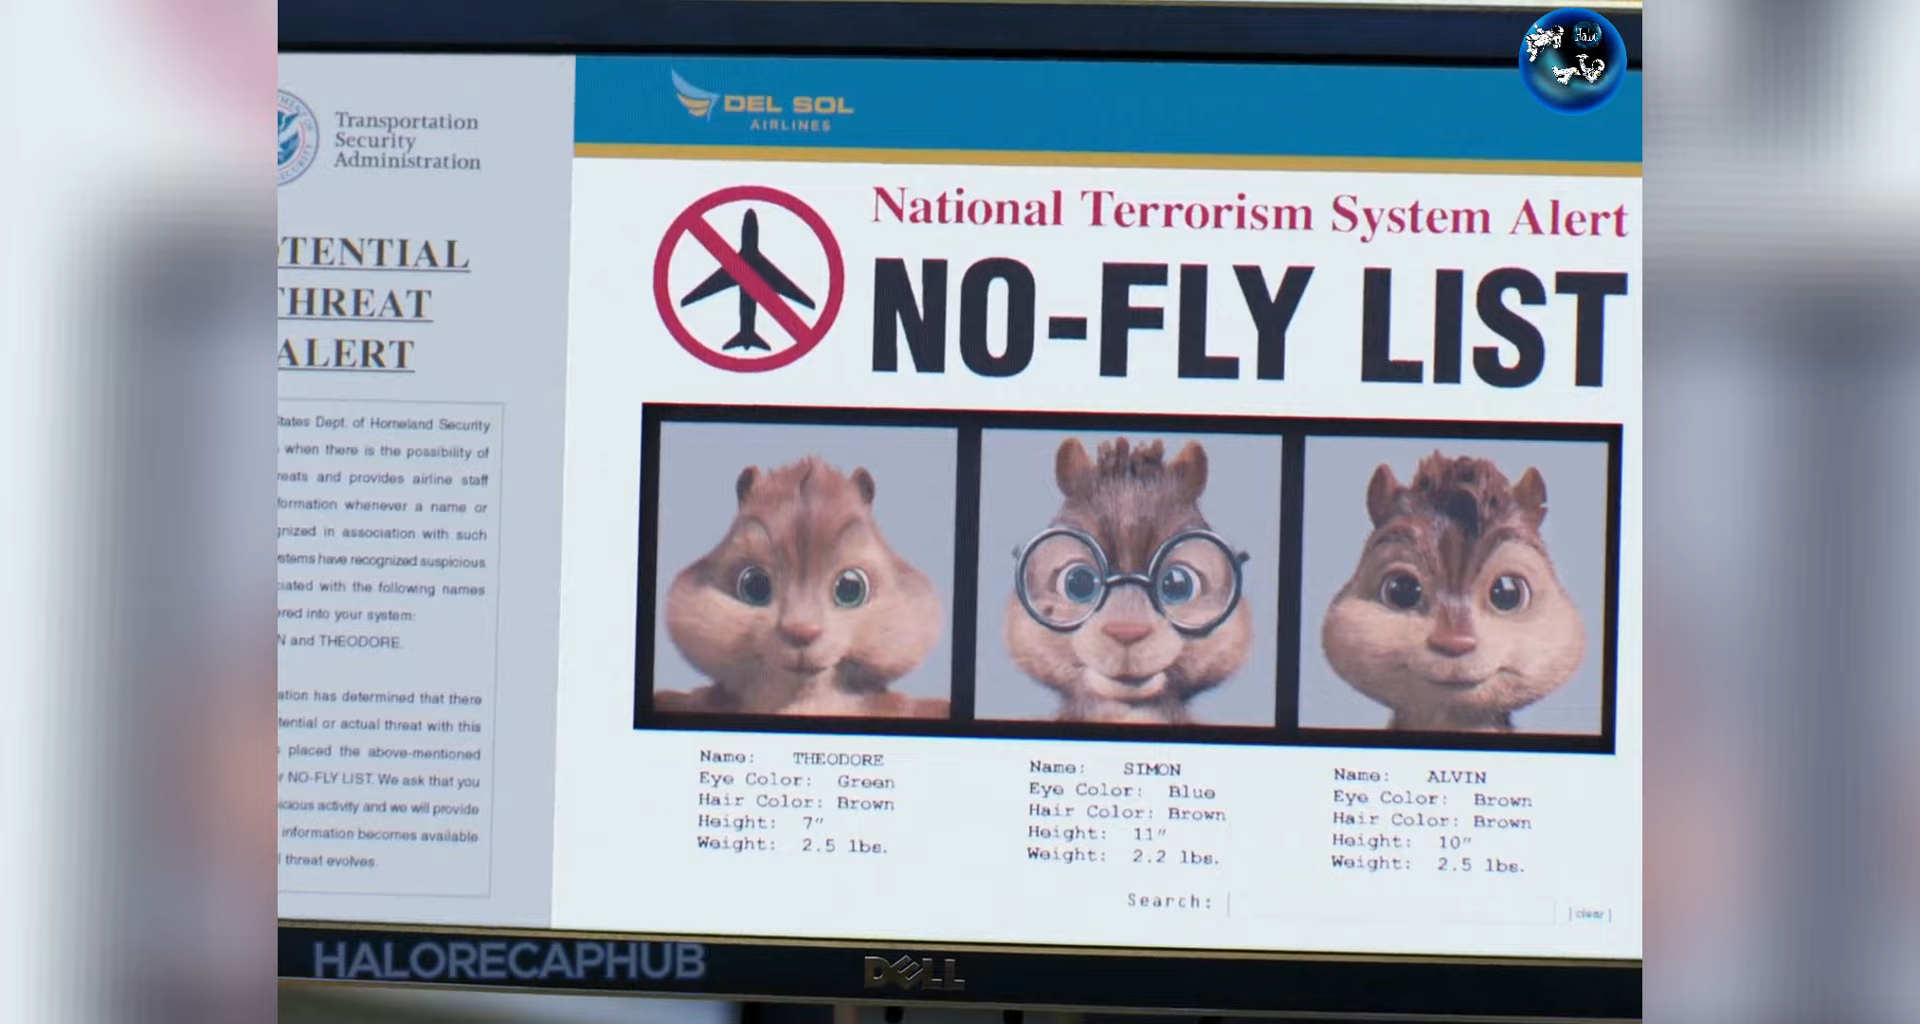 Halo
Transportation
Security
Administration
TENTIAL
THREAT
ALERT
States Dept. of Homeland Security
when there is the possibility of
reats and provides airline staff
formation whenever a name or
gnized in association with such
stems have recognized suspicious
ciated with the following names
ered into your system:
N and THEODORE.
ation has determined that there
tential or actual threat with this
placed the above-mentioned
r NO-FLY LIST. We ask that you
icious activity and we will provide
information becomes available
threat evolves.
DEL SOL
AIRLINES
National Terrorism System Alert
NO-FLY LIST
Name: THEODORE
Eye Color: Green
Hair Color: Brown
Height: 7"
Weight: 2.5 lbs.
Name: SIMON
Eye Color: Blue
Hair Color: Brown
Height: 11"
Weight: 2.2 lbs.
Name: ALVIN
Eye Color: Brown
Hair Color: Brown
Height: 10"
Weight: 2.5 lbs.
Search:
| clear |
HALORECAPHUB
DELL